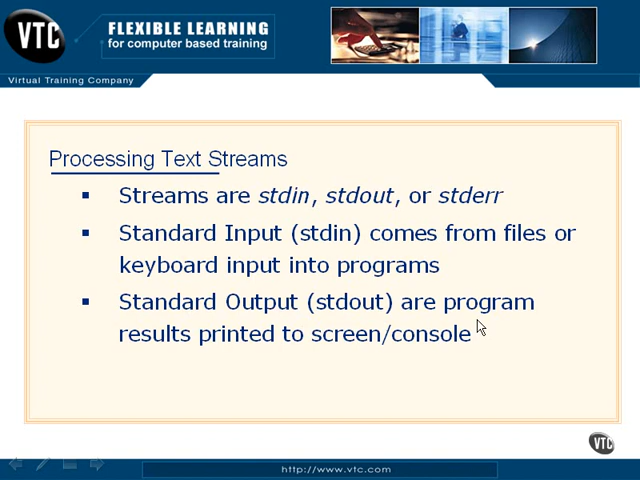 VTC
FLEXIBLE LEARNING
for computer based training
Virtual Training Company
Processing Text Streams
▪ Streams are stdin, stdout, or stderr
▪ Standard Input (stdin) comes from files or
keyboard input into programs
▪ Standard Output (stdout) are program
results printed to screen/console
VTC
http://www.vtc.com